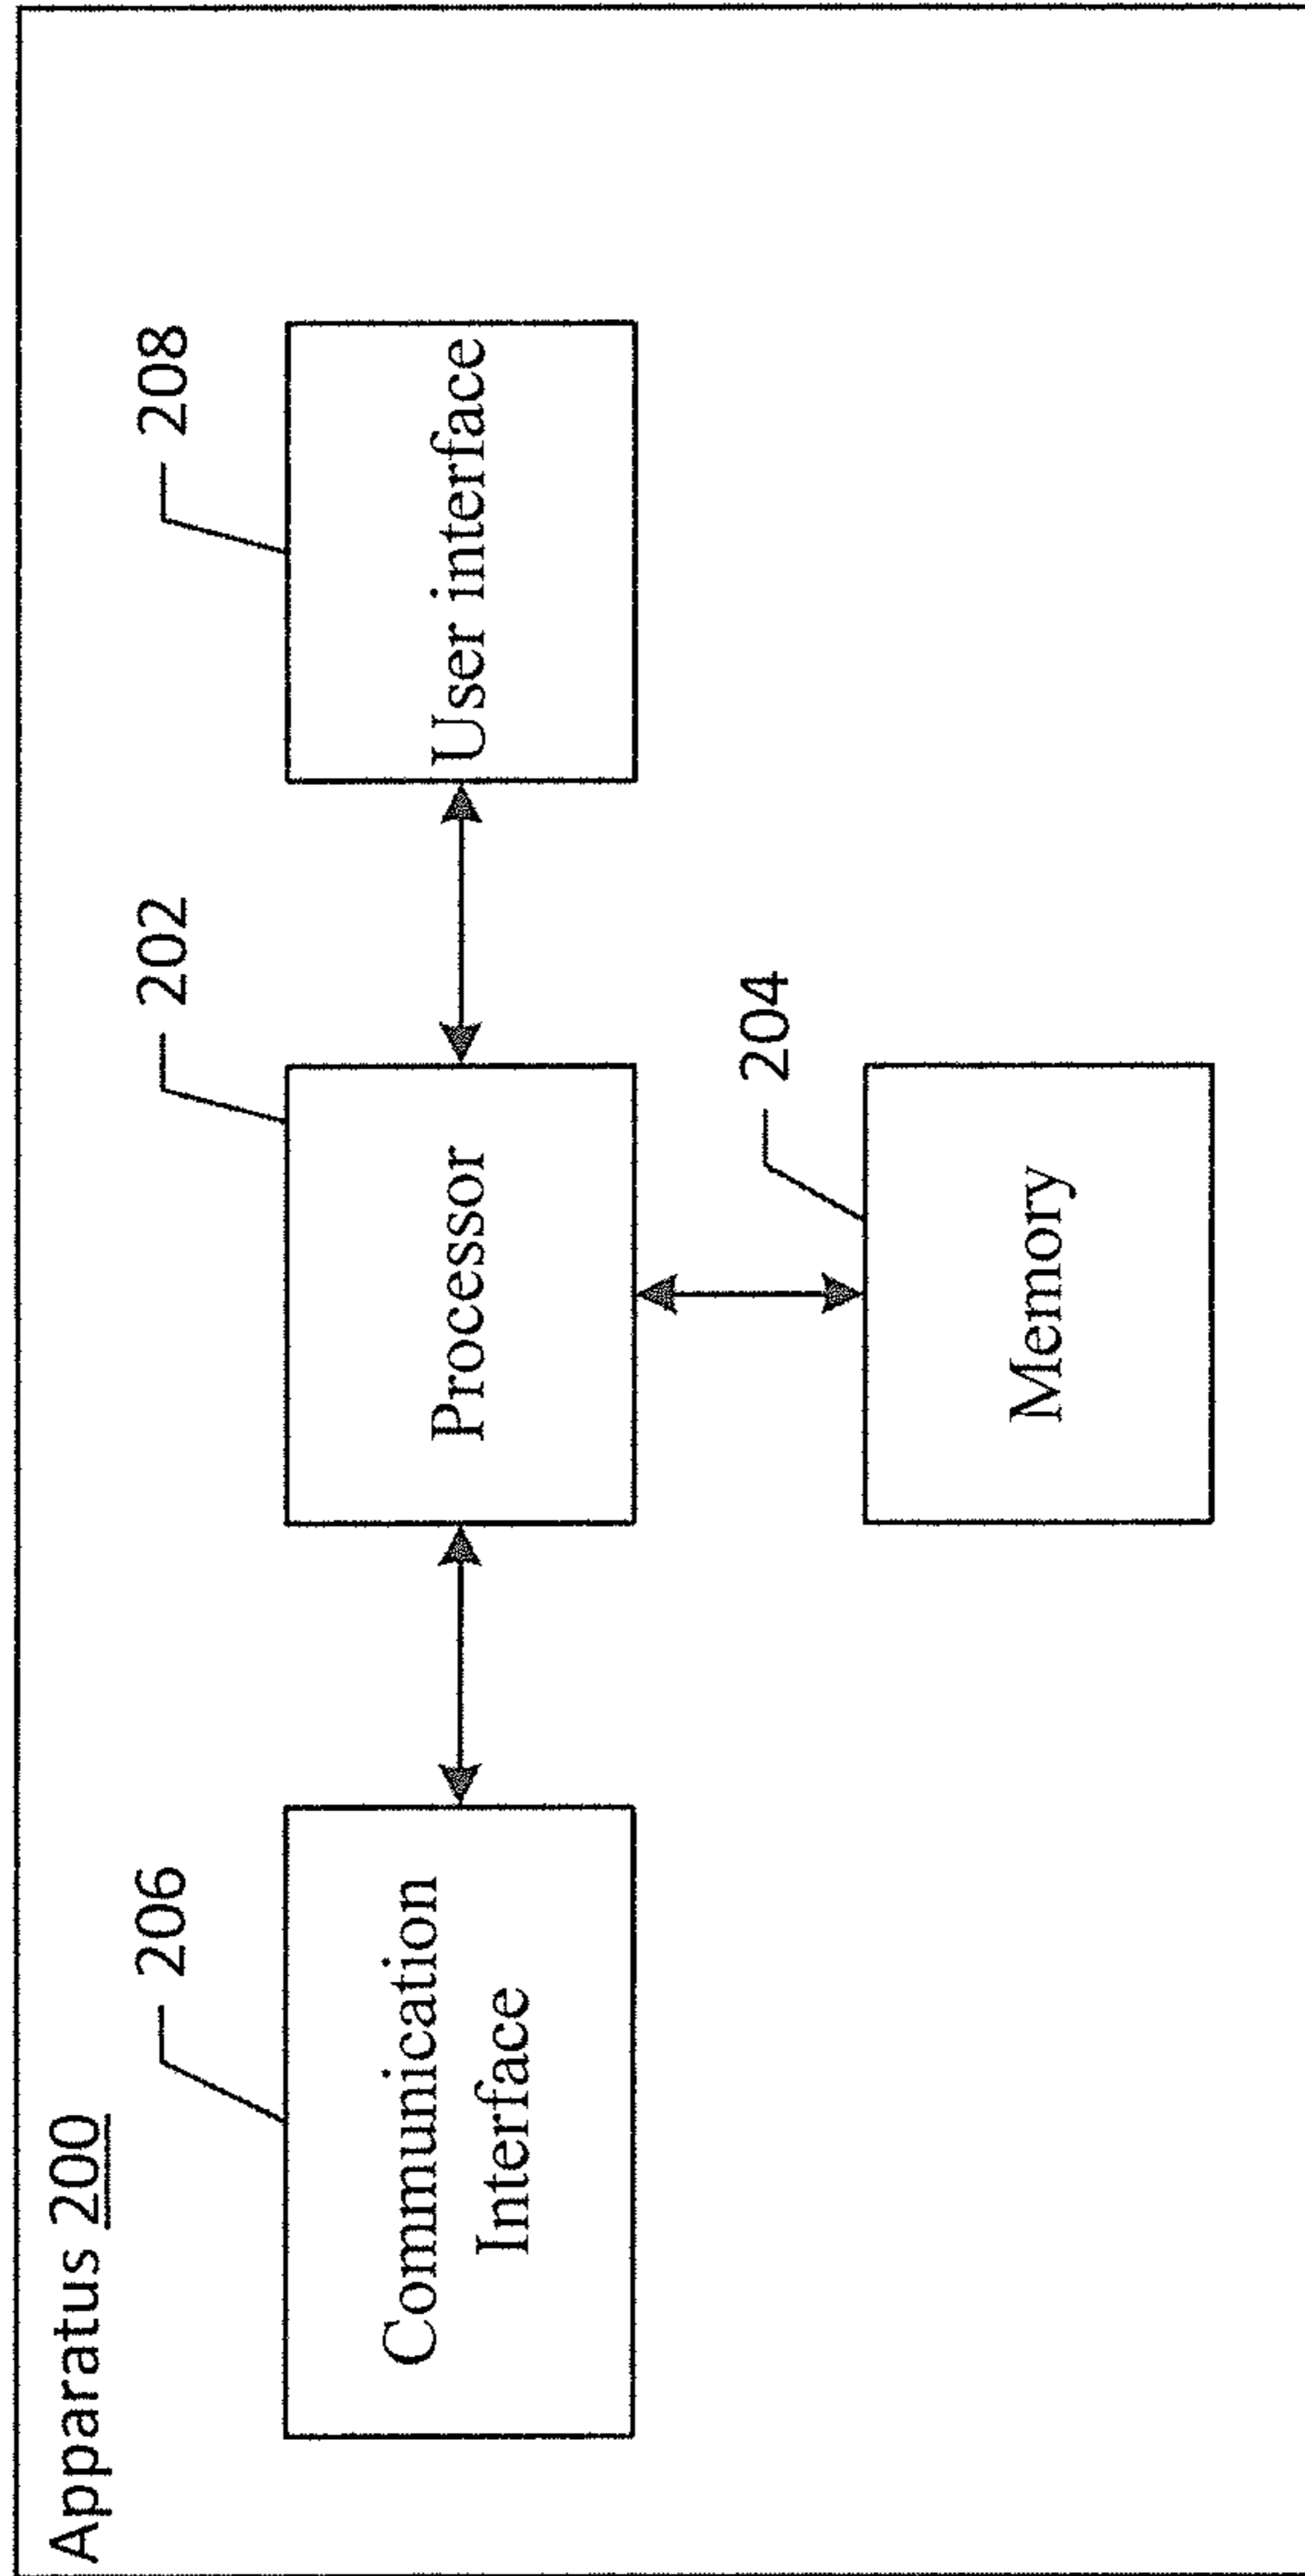 Apparatus 200
206
202
208
Communication
Interface
Processor
User interface
204
Memory